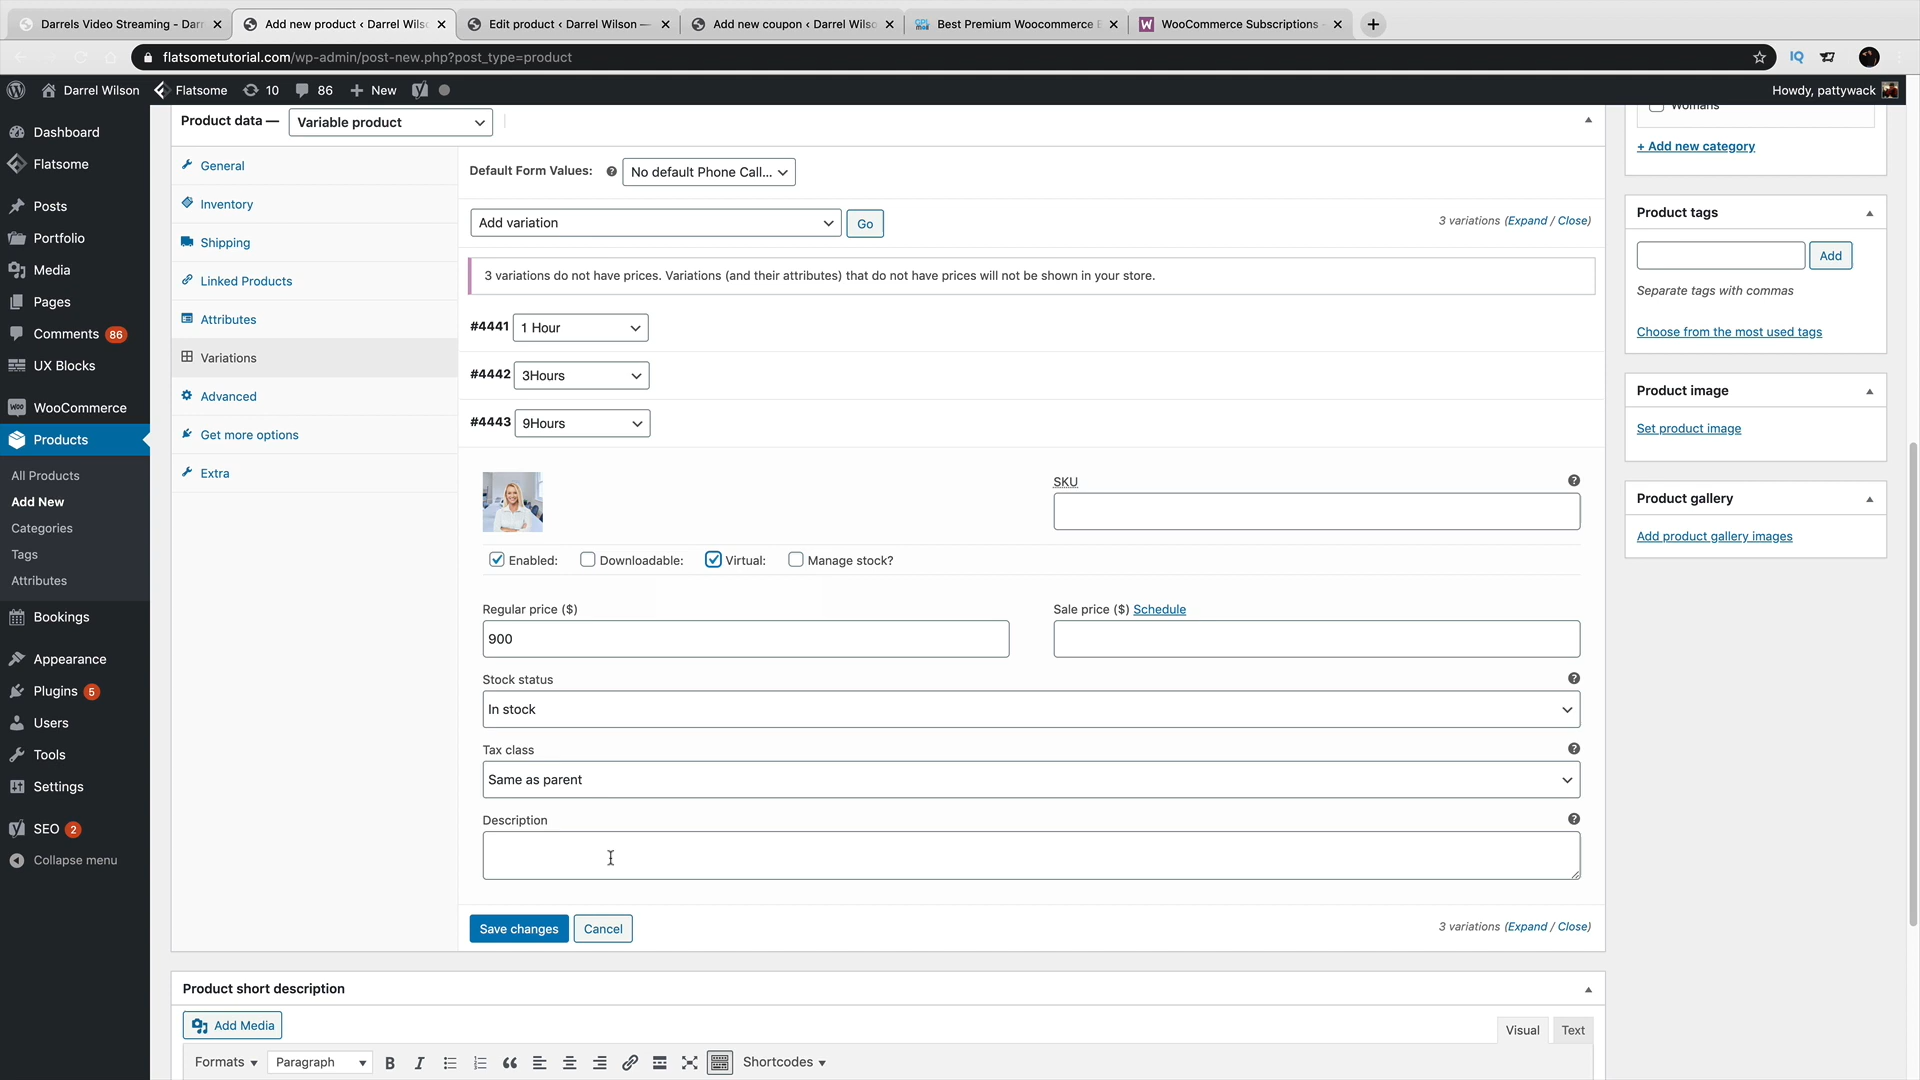 Darrels Video Streaming - Darr
Add new product ‹ Darrel Wils
Edit product ‹ Darrel Wilson —
Add new coupon ‹ Darrel Wils
Best Premium Woocommerce
WooCommerce Subscriptions -
flatsometutorial.com/wp-admin/post-new.php?post_type=product
IQ
Darrel Wilson
Flatsome
10
86
New
Howdy, pattywack
Dashboard
Flatsome
Posts
Portfolio
Media
Pages
Comments 86
UX Blocks
WooCommerce
Products
All Products
Add New
Categories
Tags
Attributes
Bookings
Appearance
Plugins 5
Users
Tools
Settings
SEO 2
Collapse menu
Product data —
Variable product
General
Inventory
Shipping
Linked Products
Attributes
Variations
Advanced
Get more options
Extra
Default Form Values:
No default Phone Call...
Add variation
Go
3 variations (Expand / Close)
3 variations do not have prices. Variations (and their attributes) that do not have prices will not be shown in your store.
#4441
1 Hour
#4442
3Hours
#4443
9Hours
SKU
Enabled:
Downloadable:
Virtual:
Manage stock?
Regular price ($)
900
Sale price ($) Schedule
Stock status
In stock
Tax class
Same as parent
Description
Save changes
Cancel
3 variations (Expand / Close)
Product short description
Add Media
Visual
Text
Formats
Paragraph
B
I
Shortcodes
Womans
+ Add new category
Product tags
Add
Separate tags with commas
Choose from the most used tags
Product image
Set product image
Product gallery
Add product gallery images